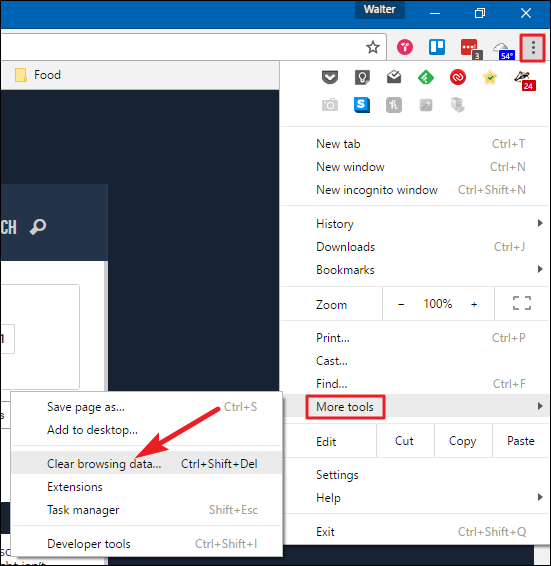 Walter
3
54°
Food
24
New tab Ctrl+T
New window Ctrl+N
New incognito window Ctrl+Shift+N
CH
History
Downloads Ctrl+J
Bookmarks
Zoom − 100% +
Print... Ctrl+P
Cast...
Find... Ctrl+F
More tools
Edit Cut Copy Paste
Settings
Help
Exit Ctrl+Shift+Q
1
Save page as... Ctrl+S
Add to desktop...
Clear browsing data... Ctrl+Shift+Del
Extensions
Task manager Shift+Esc
Developer tools Ctrl+Shift+I